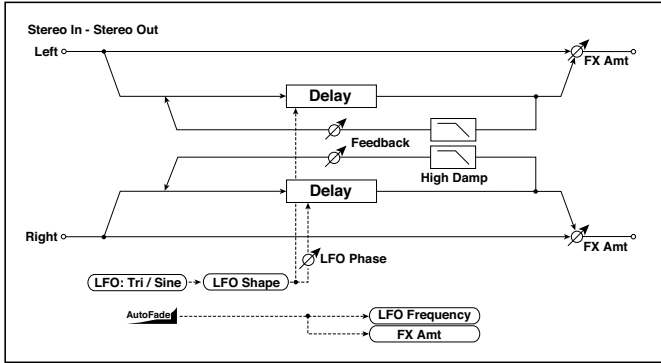 Stereo In - Stereo Out
Left
FX Amt
Delay
Feedback
High Damp
Delay
Right
FX Amt
LFO Phase
LFO: Tri / Sine
LFO Shape
AutoFade
LFO Frequency
FX Amt